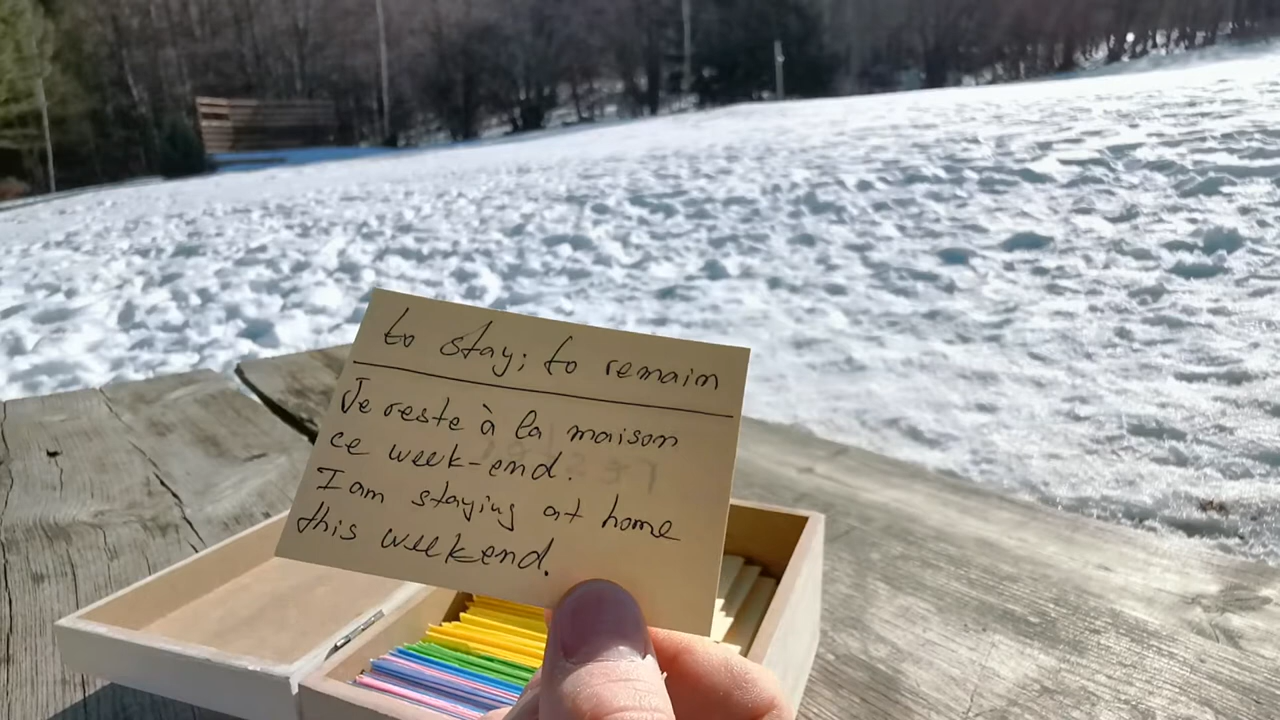 to stay; to remain
Je reste à la maison
ce week-end.
I am staying at home
this weekend.